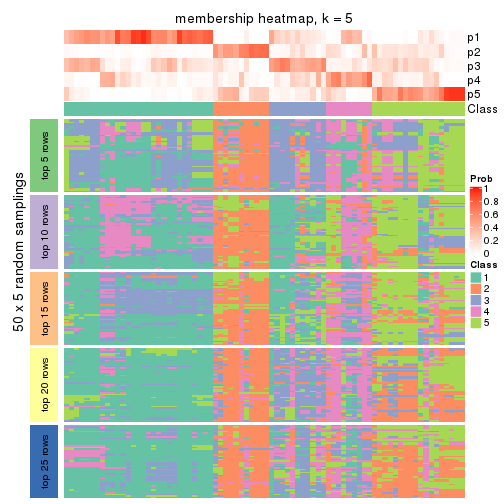 membership heatmap, k = 5
p1
p2
p3
p4
p5
Class
50 x 5 random samplings
top 5 rows
top 10 rows
top 15 rows
top 20 rows
top 25 rows
Prob
1
0.8
0.6
0.4
0.2
0
Class
1
2
3
4
5